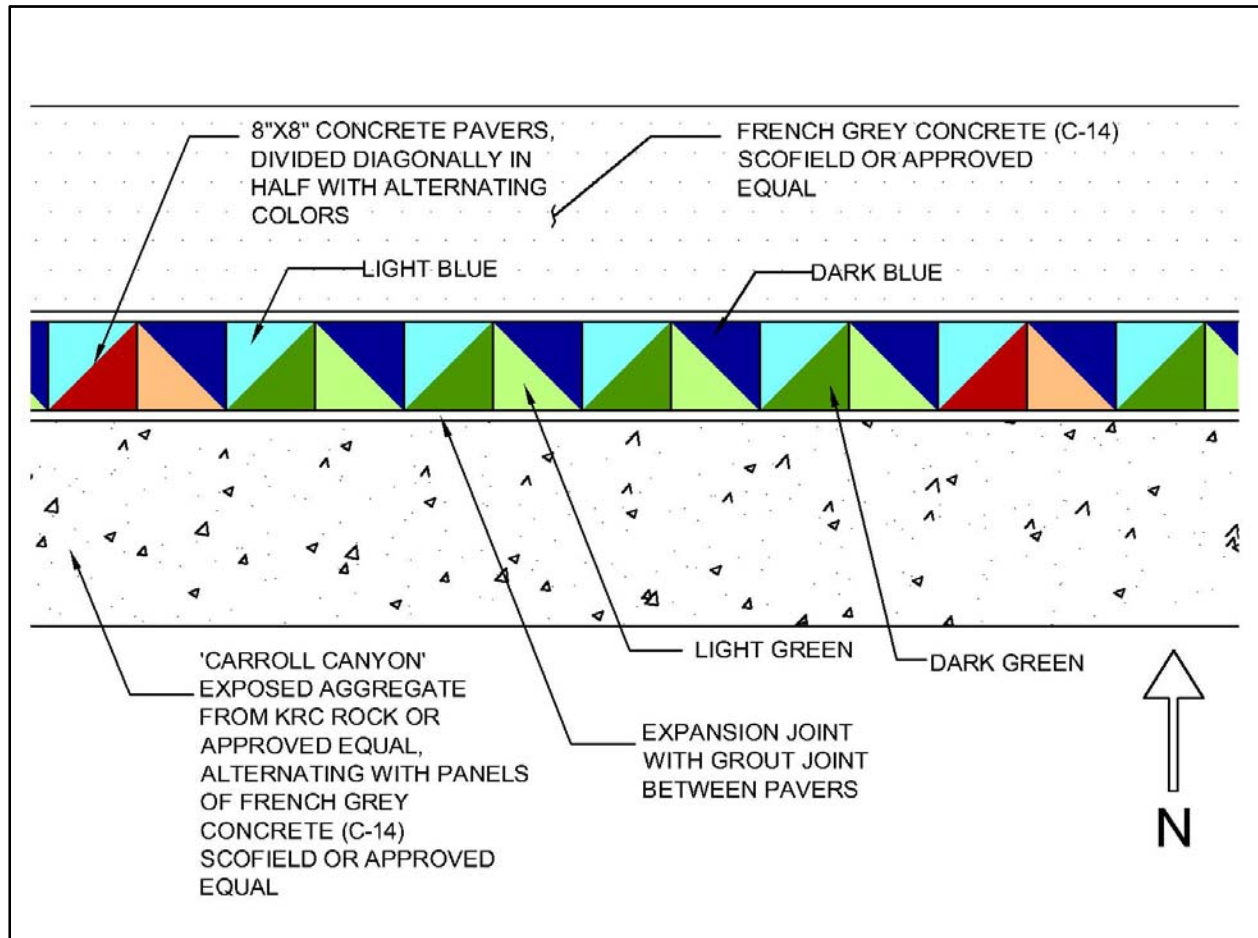 8"X8" CONCRETE PAVERS,
DIVIDED DIAGONALLY IN
HALF WITH ALTERNATING
COLORS
FRENCH GREY CONCRETE (C-14)
SCOFIELD OR APPROVED
EQUAL
LIGHT BLUE
DARK BLUE
LIGHT GREEN
DARK GREEN
'CARROLL CANYON'
EXPOSED AGGREGATE
FROM KRC ROCK OR
APPROVED EQUAL,
ALTERNATING WITH PANELS
OF FRENCH GREY
CONCRETE (C-14)
SCOFIELD OR APPROVED
EQUAL
EXPANSION JOINT
WITH GROUT JOINT
BETWEEN PAVERS
N